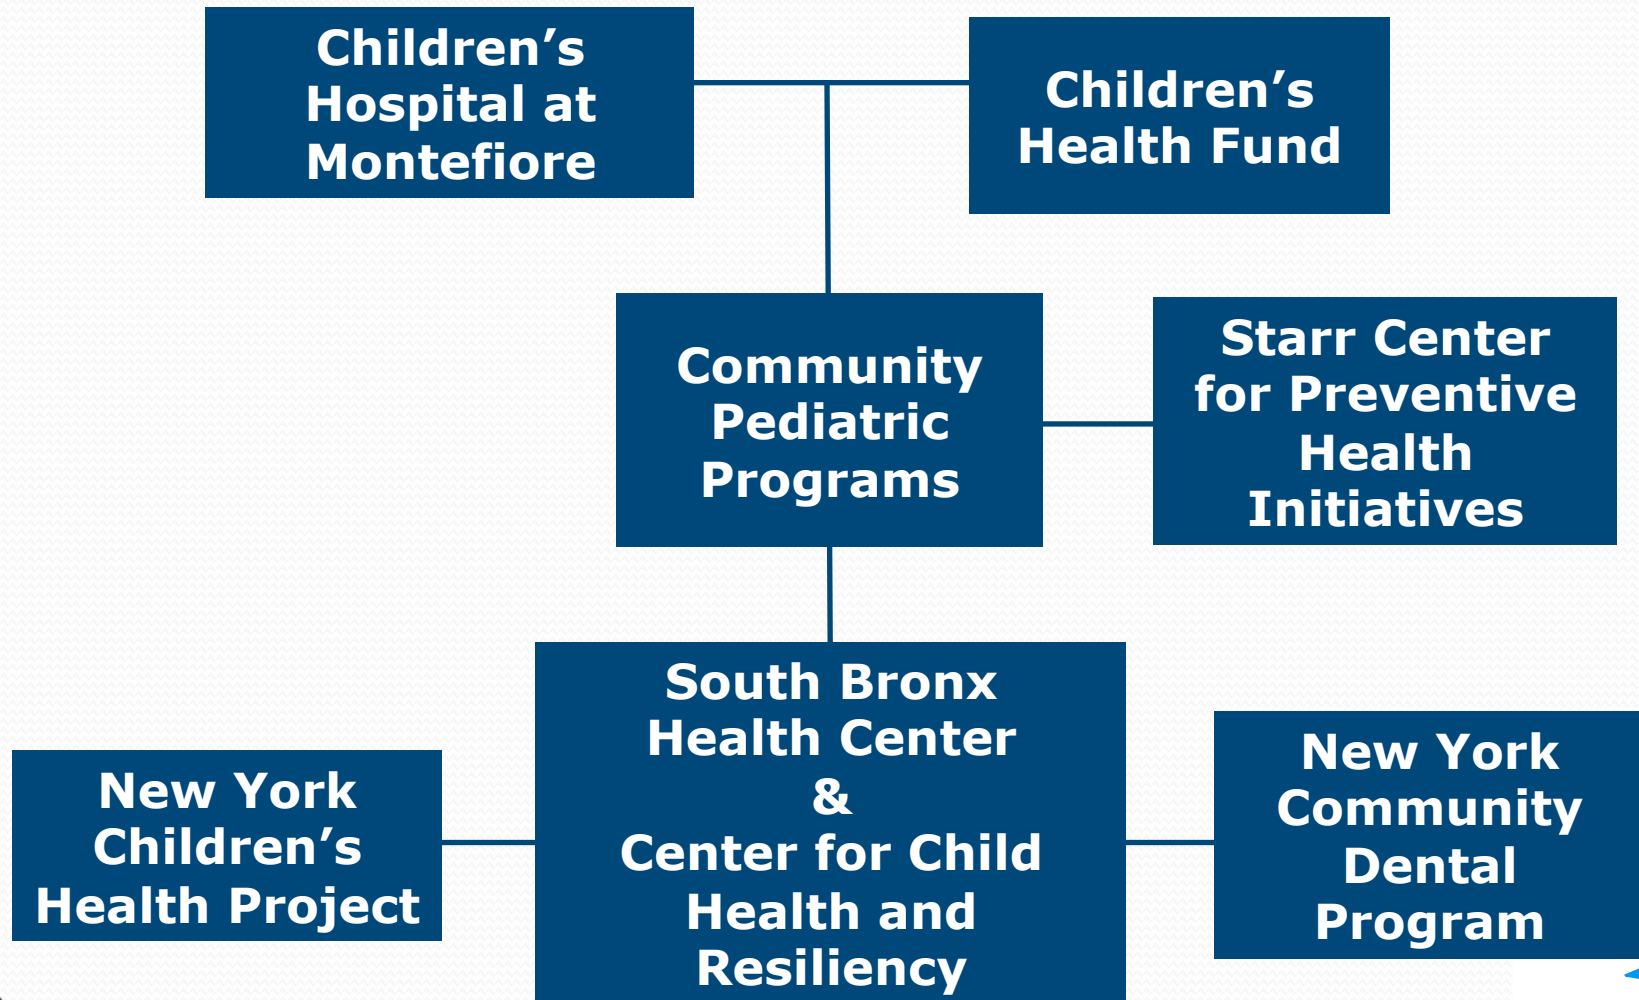 Children’s
Hospital at
Montefiore
Children’s
Health Fund
Community
Pediatric
Programs
Starr Center
for Preventive
Health
Initiatives
South Bronx
Health Center
&
Center for Child
Health and
Resiliency
New York
Children’s
Health Project
New York
Community
Dental
Program